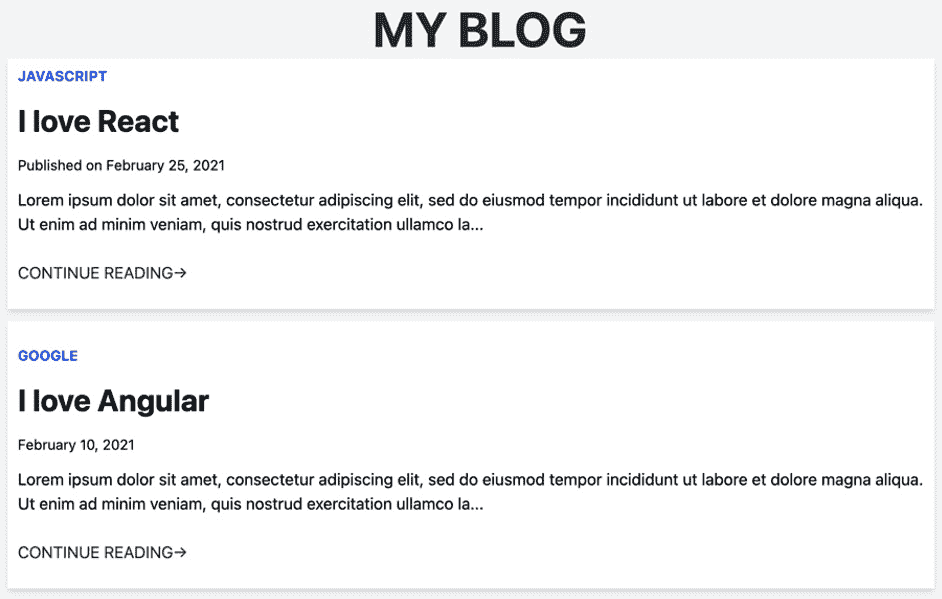 MY BLOG
JAVASCRIPT
I love React
Published on February 25, 2021
Lorem ipsum dolor sit amet, consectetur adipiscing elit, sed do eiusmod tempor incididunt ut labore et dolore magna aliqua.
Ut enim ad minim veniam, quis nostrud exercitation ullamco la...
CONTINUE READING→
GOOGLE
I love Angular
February 10, 2021
Lorem ipsum dolor sit amet, consectetur adipiscing elit, sed do eiusmod tempor incididunt ut labore et dolore magna aliqua.
Ut enim ad minim veniam, quis nostrud exercitation ullamco la...
CONTINUE READING→